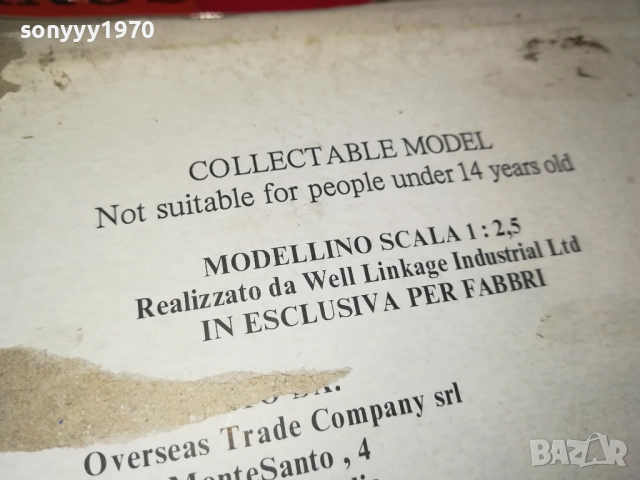 sonyyy1970
COLLECTABLE MODEL
Not suitable for people under 14 years old
MODELLINO SCALA 1 : 2,5
Realizzato da Well Linkage Industrial Ltd
IN ESCLUSIVA PER FABBRI
DA:
Overseas Trade Company srl
MonteSanto , 4
BAZAR